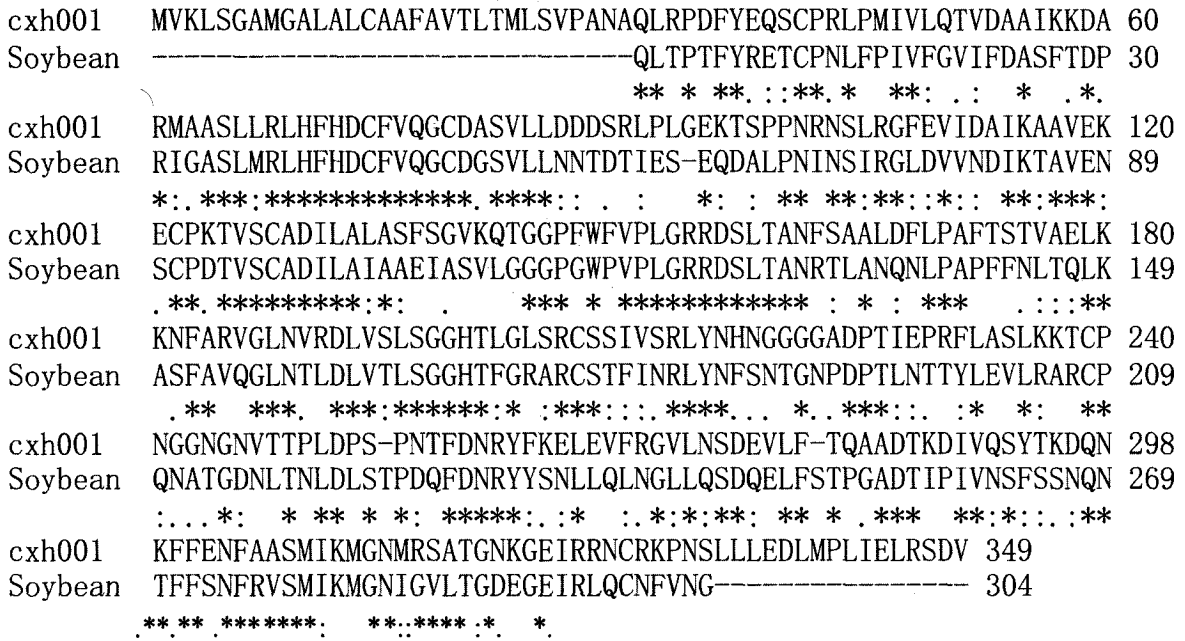 cxh001 MVKLSGAMGALALCAAFAVTLTMLSVPANAQLRPDFYEQSCPRLPMIVLQTVDAAIKKDA 60
Soybean ------------------------------QLTPTFYRETCPNLFPIVFGVIFDASFTDP 30
** * **. : :**. * **: . : * . *.
cxh001 RMAASLLRLHFHDCFVQGCDASVLLDDDSRLPLGEKTSPPNRNSLRGFEVIDAIKAAVEK 120
Soybean RIGASLMRLHFHDCFVQGCDGSVLLNNTDTIES-EQDALPNINSIRGLDVVNDIKTAVEN 89
*:. ***:*************. ****: : . : *: : ** **:**::*:: **:***:
cxh001 ECPKTVSCADILALASFSGVKQTGGPFWFVPLGRRDSLTANFSAALDFLPAFTSTVAELK 180
Soybean SCPDTVSCADILAIAAEIASVLGGGPGWPVPLGRRDSLTANRTLANQNLPAPFFNLTQLK 149
. **. *********:*: . *** * ************* : * : *** . :::**
cxh001 KNFARVGLNVRDLVSLSGGHTLGLSRCSSIVSRLYNHNGGGGADPTIEPRFLASLKKTCP 240
Soybean ASFAVQGLNTLDLVTLSGGHTFGRARCSTFINRLYNFSNTGNPDPTLNTTYLEVLRARCP 209
. ** ***. ***:******:* :***: : :. ****. . . *. . ***: :. :* *: **
cxh001 NGGNGNVTTPLDPS-PNTFDNRYFKELEVFRGVLNSDEVLF-TQAADTKDIVQSYTKDQN 298
Soybean QNATGDNLTNLDLSTPDQFDNRYYSNLLQLNGLLQSDQELFSTPGADTIPIVNSFSSNQN 269
:. . . *: * ** * *: *****:. :* :. *:*:**: ** * . *** **:*::. :**
cxh001 KFFENFAASMIKMGNMRSATGNKGEIRRNCRKPNSLLLEDLMPLIELRSDV 349
Soybean TFFSNFRVSMIKMGNIGVLTGDEGEIRLQCNFVNG---------------- 304
. **. ** . *******: **::**** :*. *.